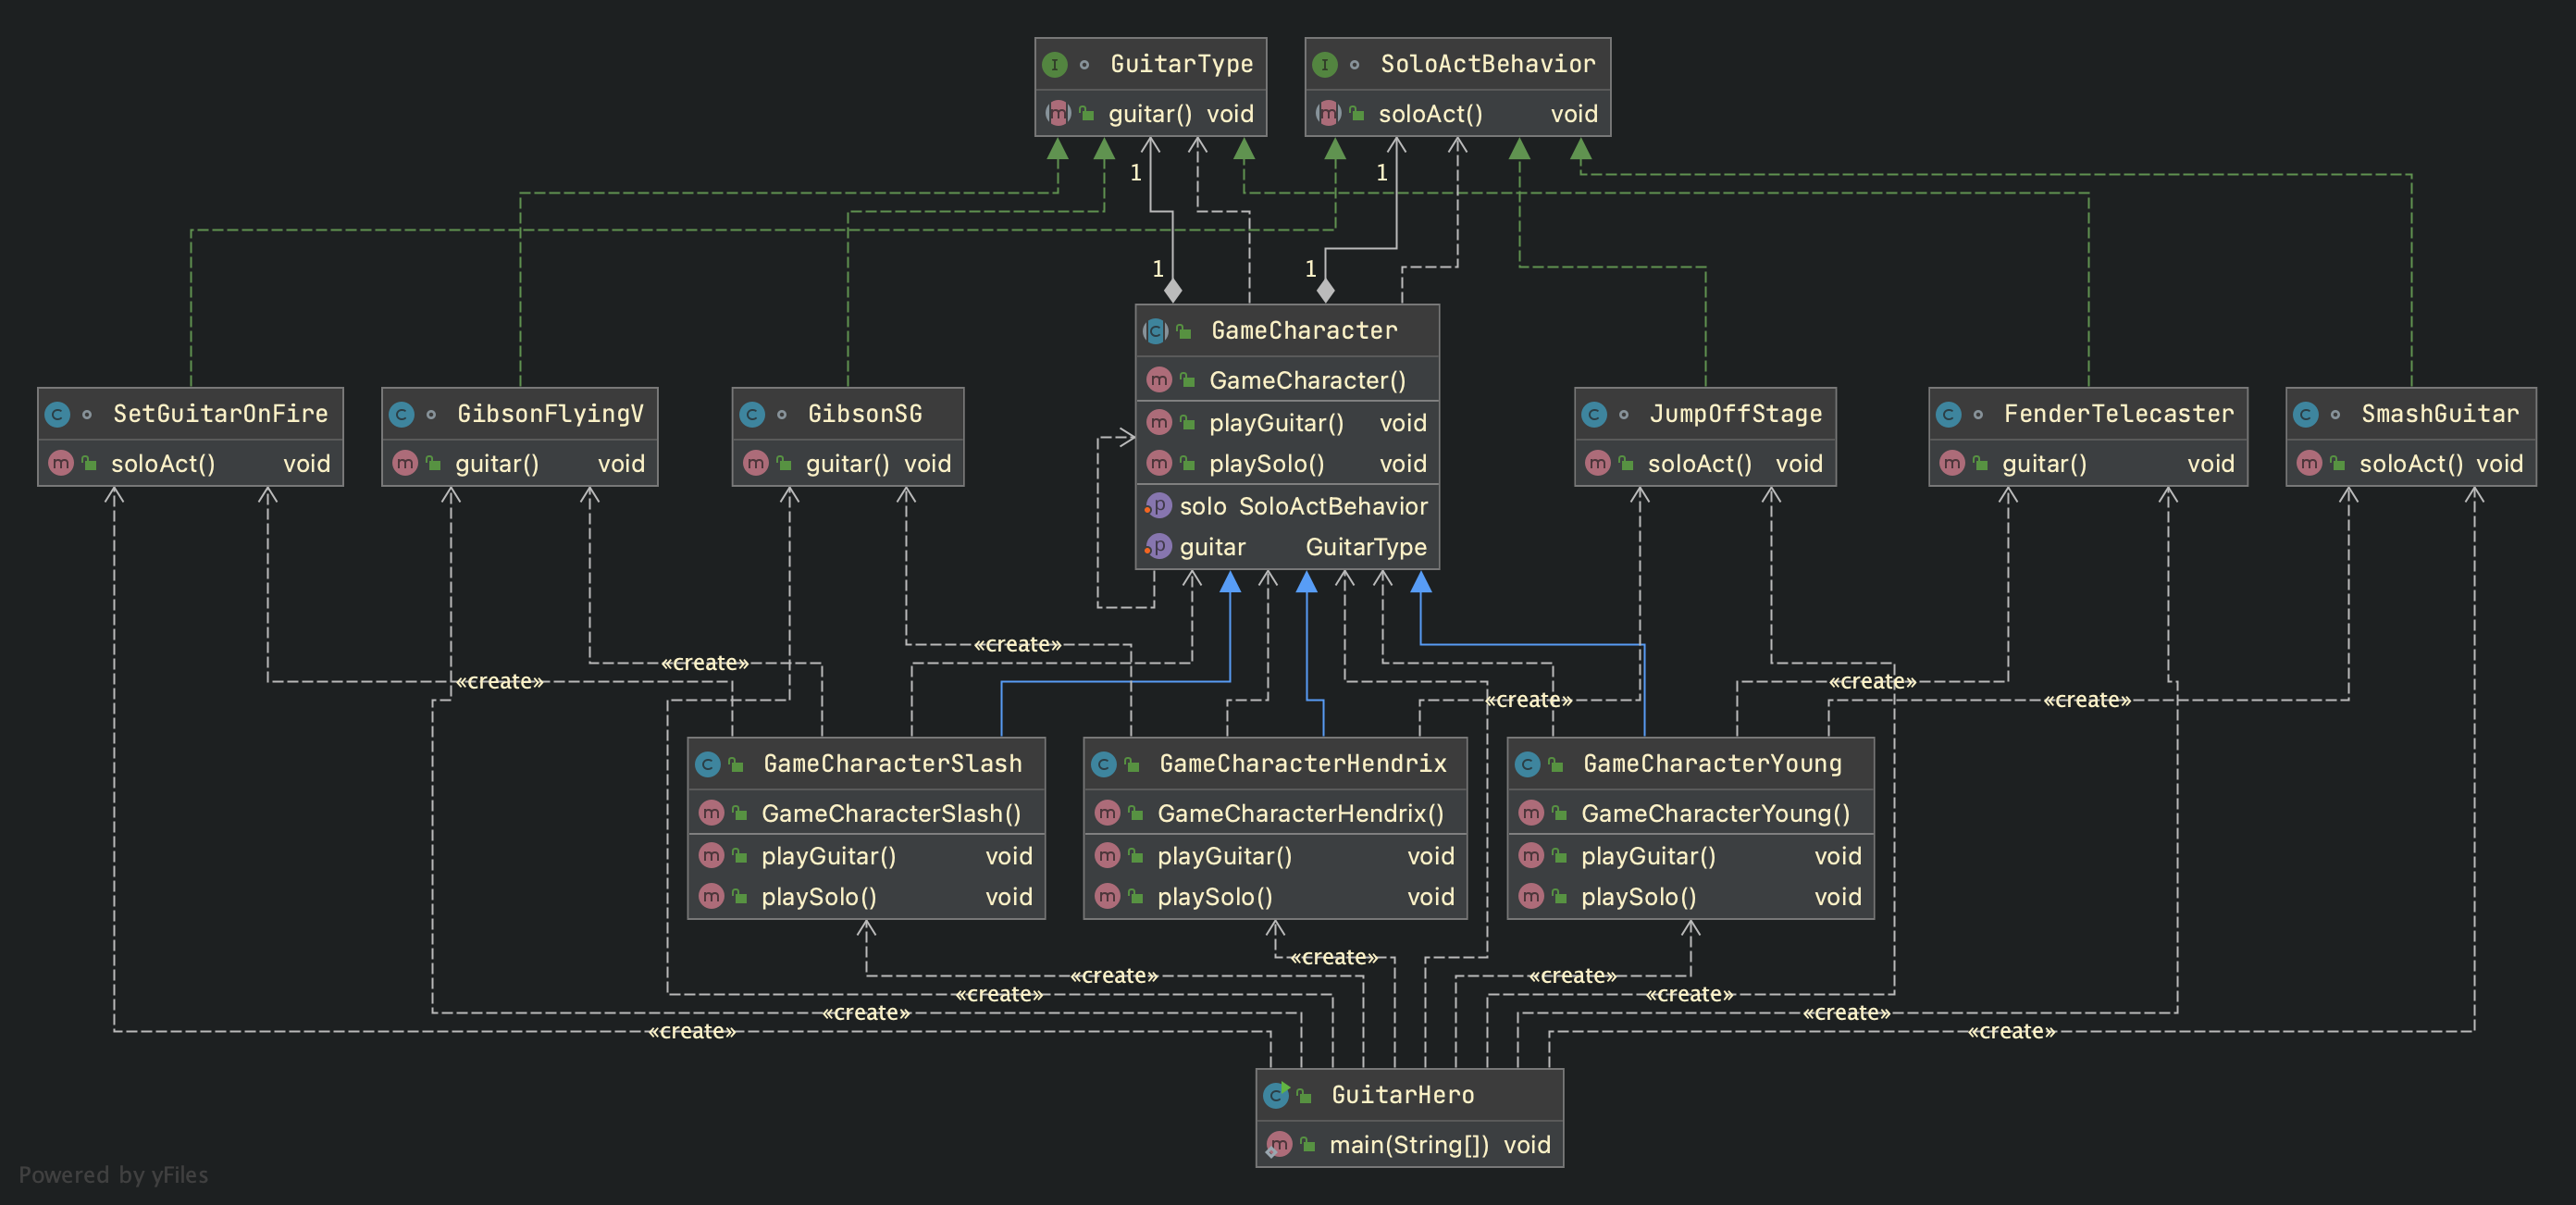 GuitarType
guitar() void
SoloActBehavior
soloAct() void
1
1
1
1
GameCharacter
GameCharacter()
playGuitar() void
playSolo() void
solo SoloActBehavior
guitar GuitarType
SetGuitarOnFire
soloAct() void
GibsonFlyingV
guitar() void
GibsonSG
guitar() void
JumpOffStage
soloAct() void
FenderTelecaster
guitar() void
SmashGuitar
soloAct() void
«create»
«create»
«create»
«create»
«create»
«create»
GameCharacterSlash
GameCharacterSlash()
playGuitar() void
playSolo() void
GameCharacterHendrix
GameCharacterHendrix()
playGuitar() void
playSolo() void
GameCharacterYoung
GameCharacterYoung()
playGuitar() void
playSolo() void
«create»
«create»
«create»
«create»
«create»
«create»
«create»
«create»
«create»
GuitarHero
main(String[]) void
Powered by yFiles